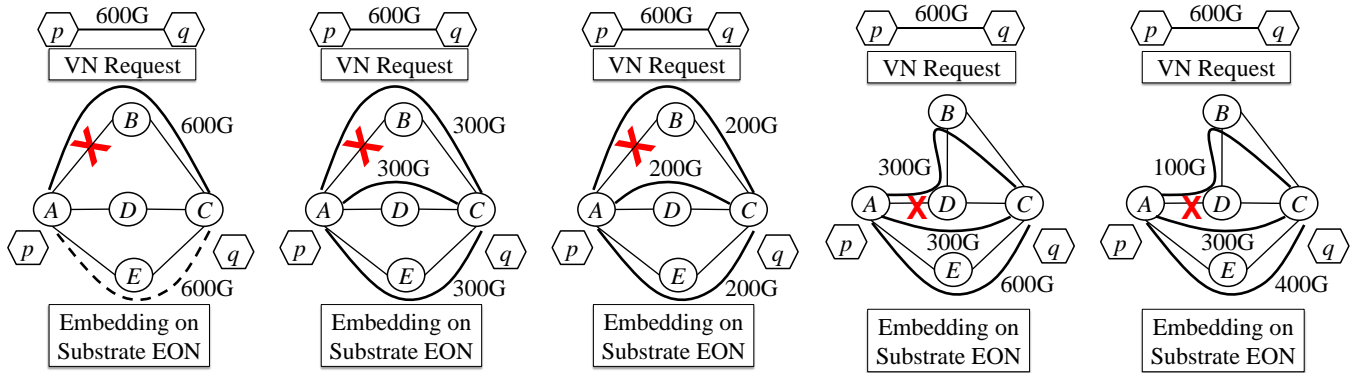 600G
p
q
VN Request
B
600G
A
D
C
p
E
q
600G
Embedding on
Substrate EON
600G
p
q
VN Request
B
300G
300G
A
D
C
p
E
q
300G
Embedding on
Substrate EON
600G
p
q
VN Request
B
200G
200G
A
D
C
p
E
q
200G
Embedding on
Substrate EON
600G
p
q
VN Request
B
300G
A
D
C
p
300G
q
E
600G
Embedding on
Substrate EON
600G
p
q
VN Request
B
100G
A
D
C
p
300G
q
E
400G
Embedding on
Substrate EON